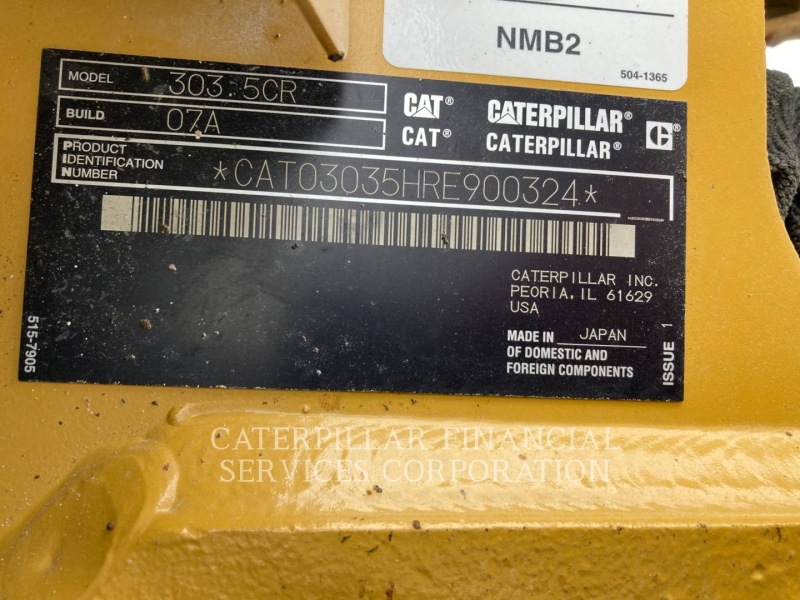 NMB2
504-1365
MODEL 303.5CR
BUILD 07A
CAT® CATERPILLAR®
CAT® CATERPILLAR® C®
PRODUCT
IDENTIFICATION
NUMBER
*CAT03035HRE900324*
CATERPILLAR INC.
PEORIA, IL 61629
USA
MADE IN JAPAN
OF DOMESTIC AND
FOREIGN COMPONENTS
ISSUE 1
515-7905
CATERPILLAR FINANCIAL
SERVICES CORPORATION